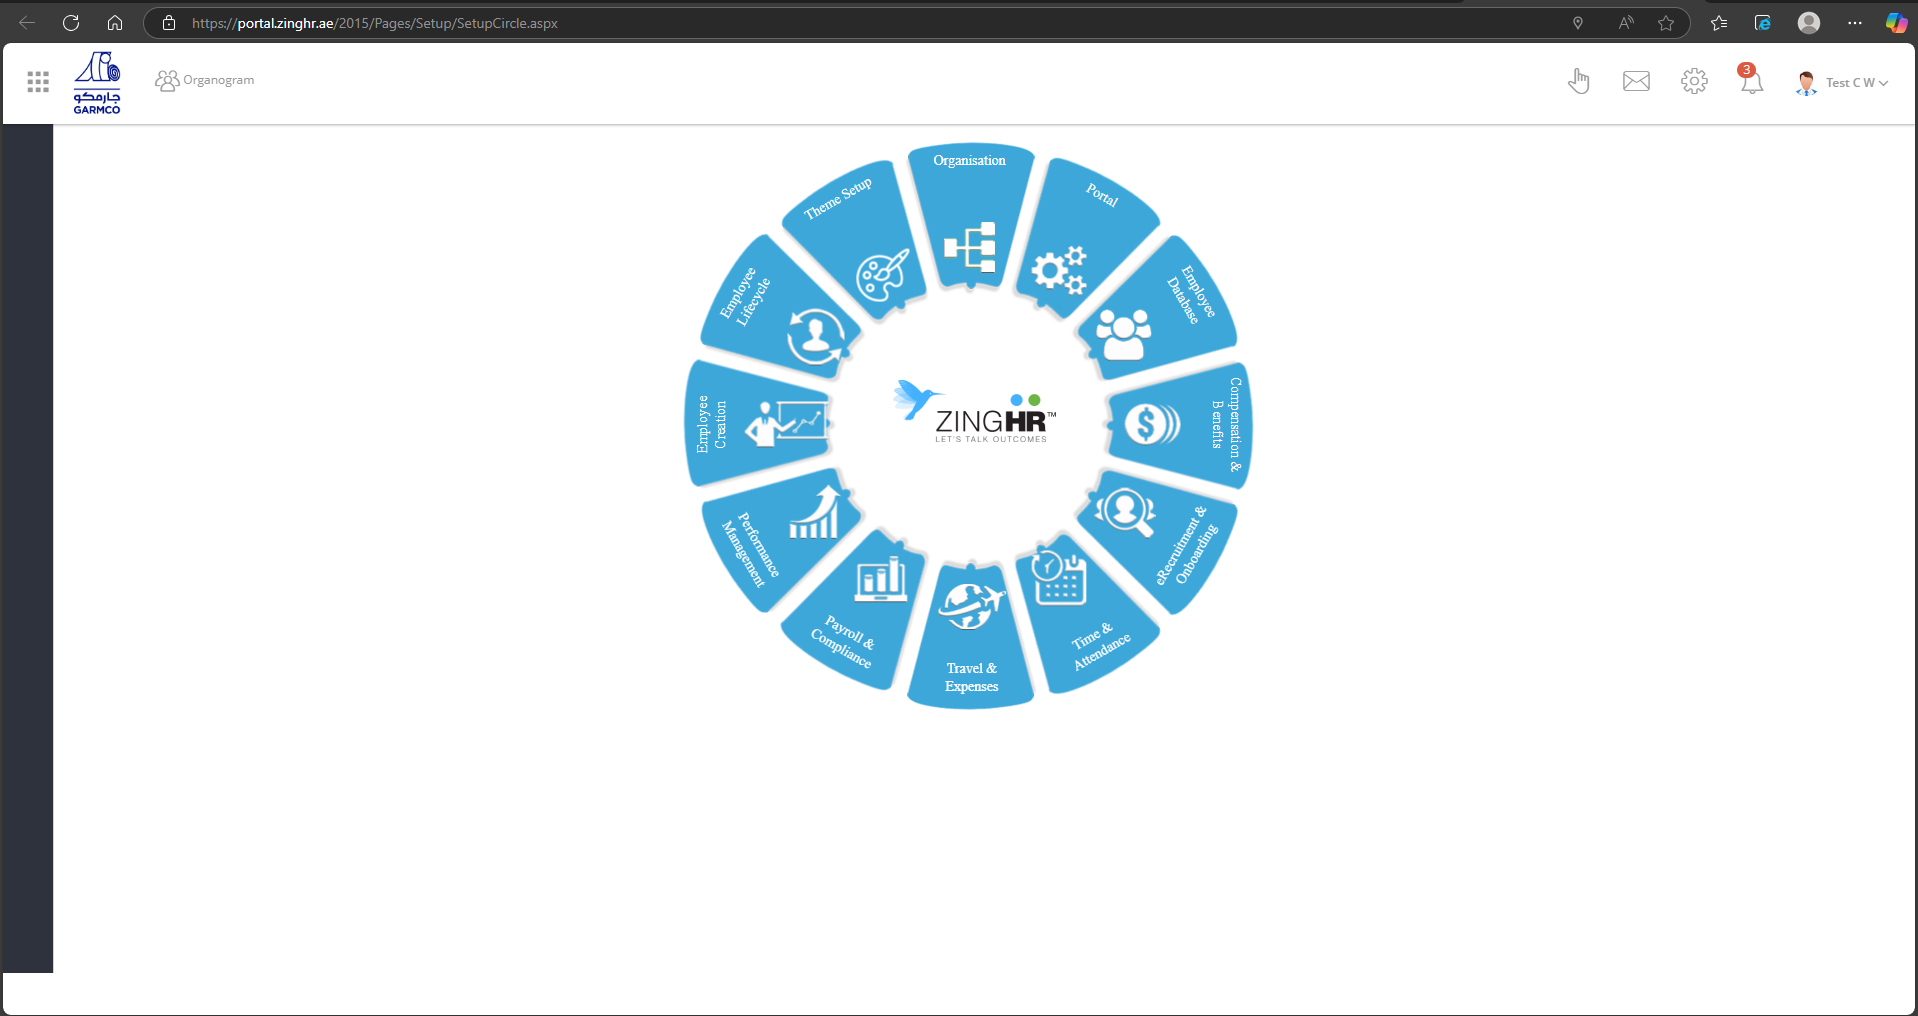 https://portal.zinghr.ae/2015/Pages/Setup/SetupCircle.aspx
جارمكو
GARMCO
Organogram
3
Test C W
Organisation
Portal
Employee
Database
Compensation &
Benefits
eRecruitment &
Onboarding
Time &
Attendance
Travel &
Expenses
Payroll &
Compliance
Performance
Management
Employee
Creation
Employee
Lifecycle
Theme Setup
ZINGHR™
LET'S TALK OUTCOMES